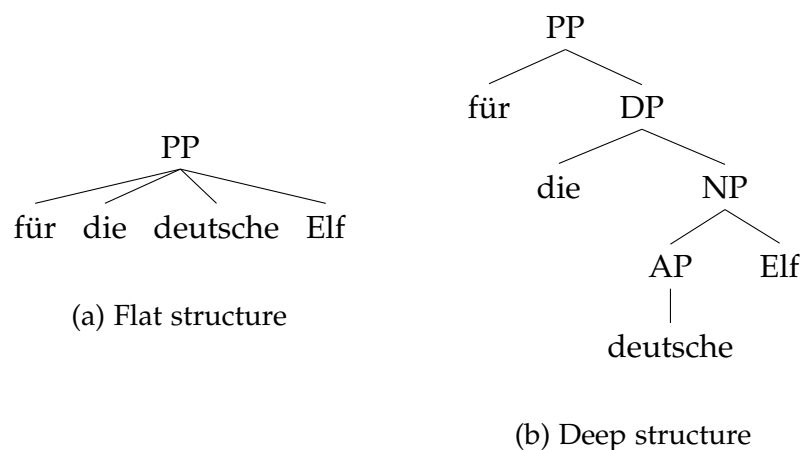 PP
für die deutsche Elf
(a) Flat structure
PP
für DP
die NP
AP Elf
deutsche
(b) Deep structure